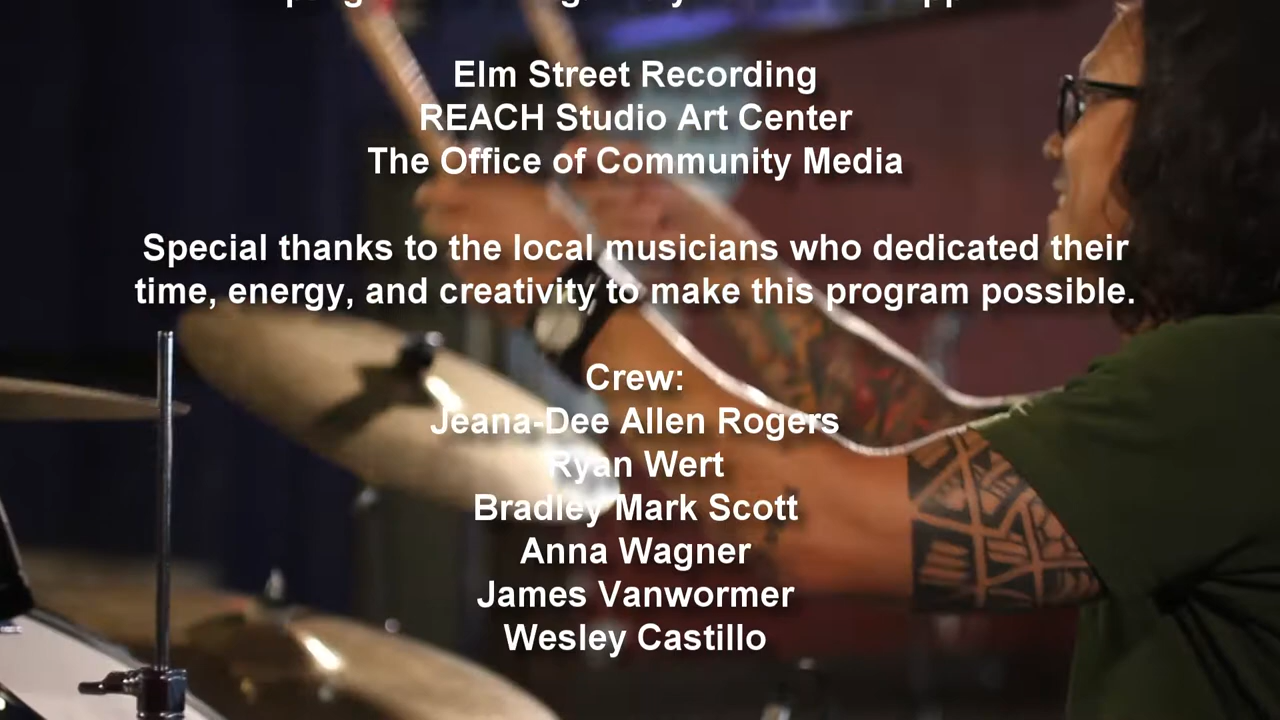 Elm Street Recording
REACH Studio Art Center
The Office of Community Media
Special thanks to the local musicians who dedicated their
time, energy, and creativity to make this program possible.
Crew:
Jeana-Dee Allen Rogers
Ryan Wert
Bradley Mark Scott
Anna Wagner
James Vanwormer
Wesley Castillo